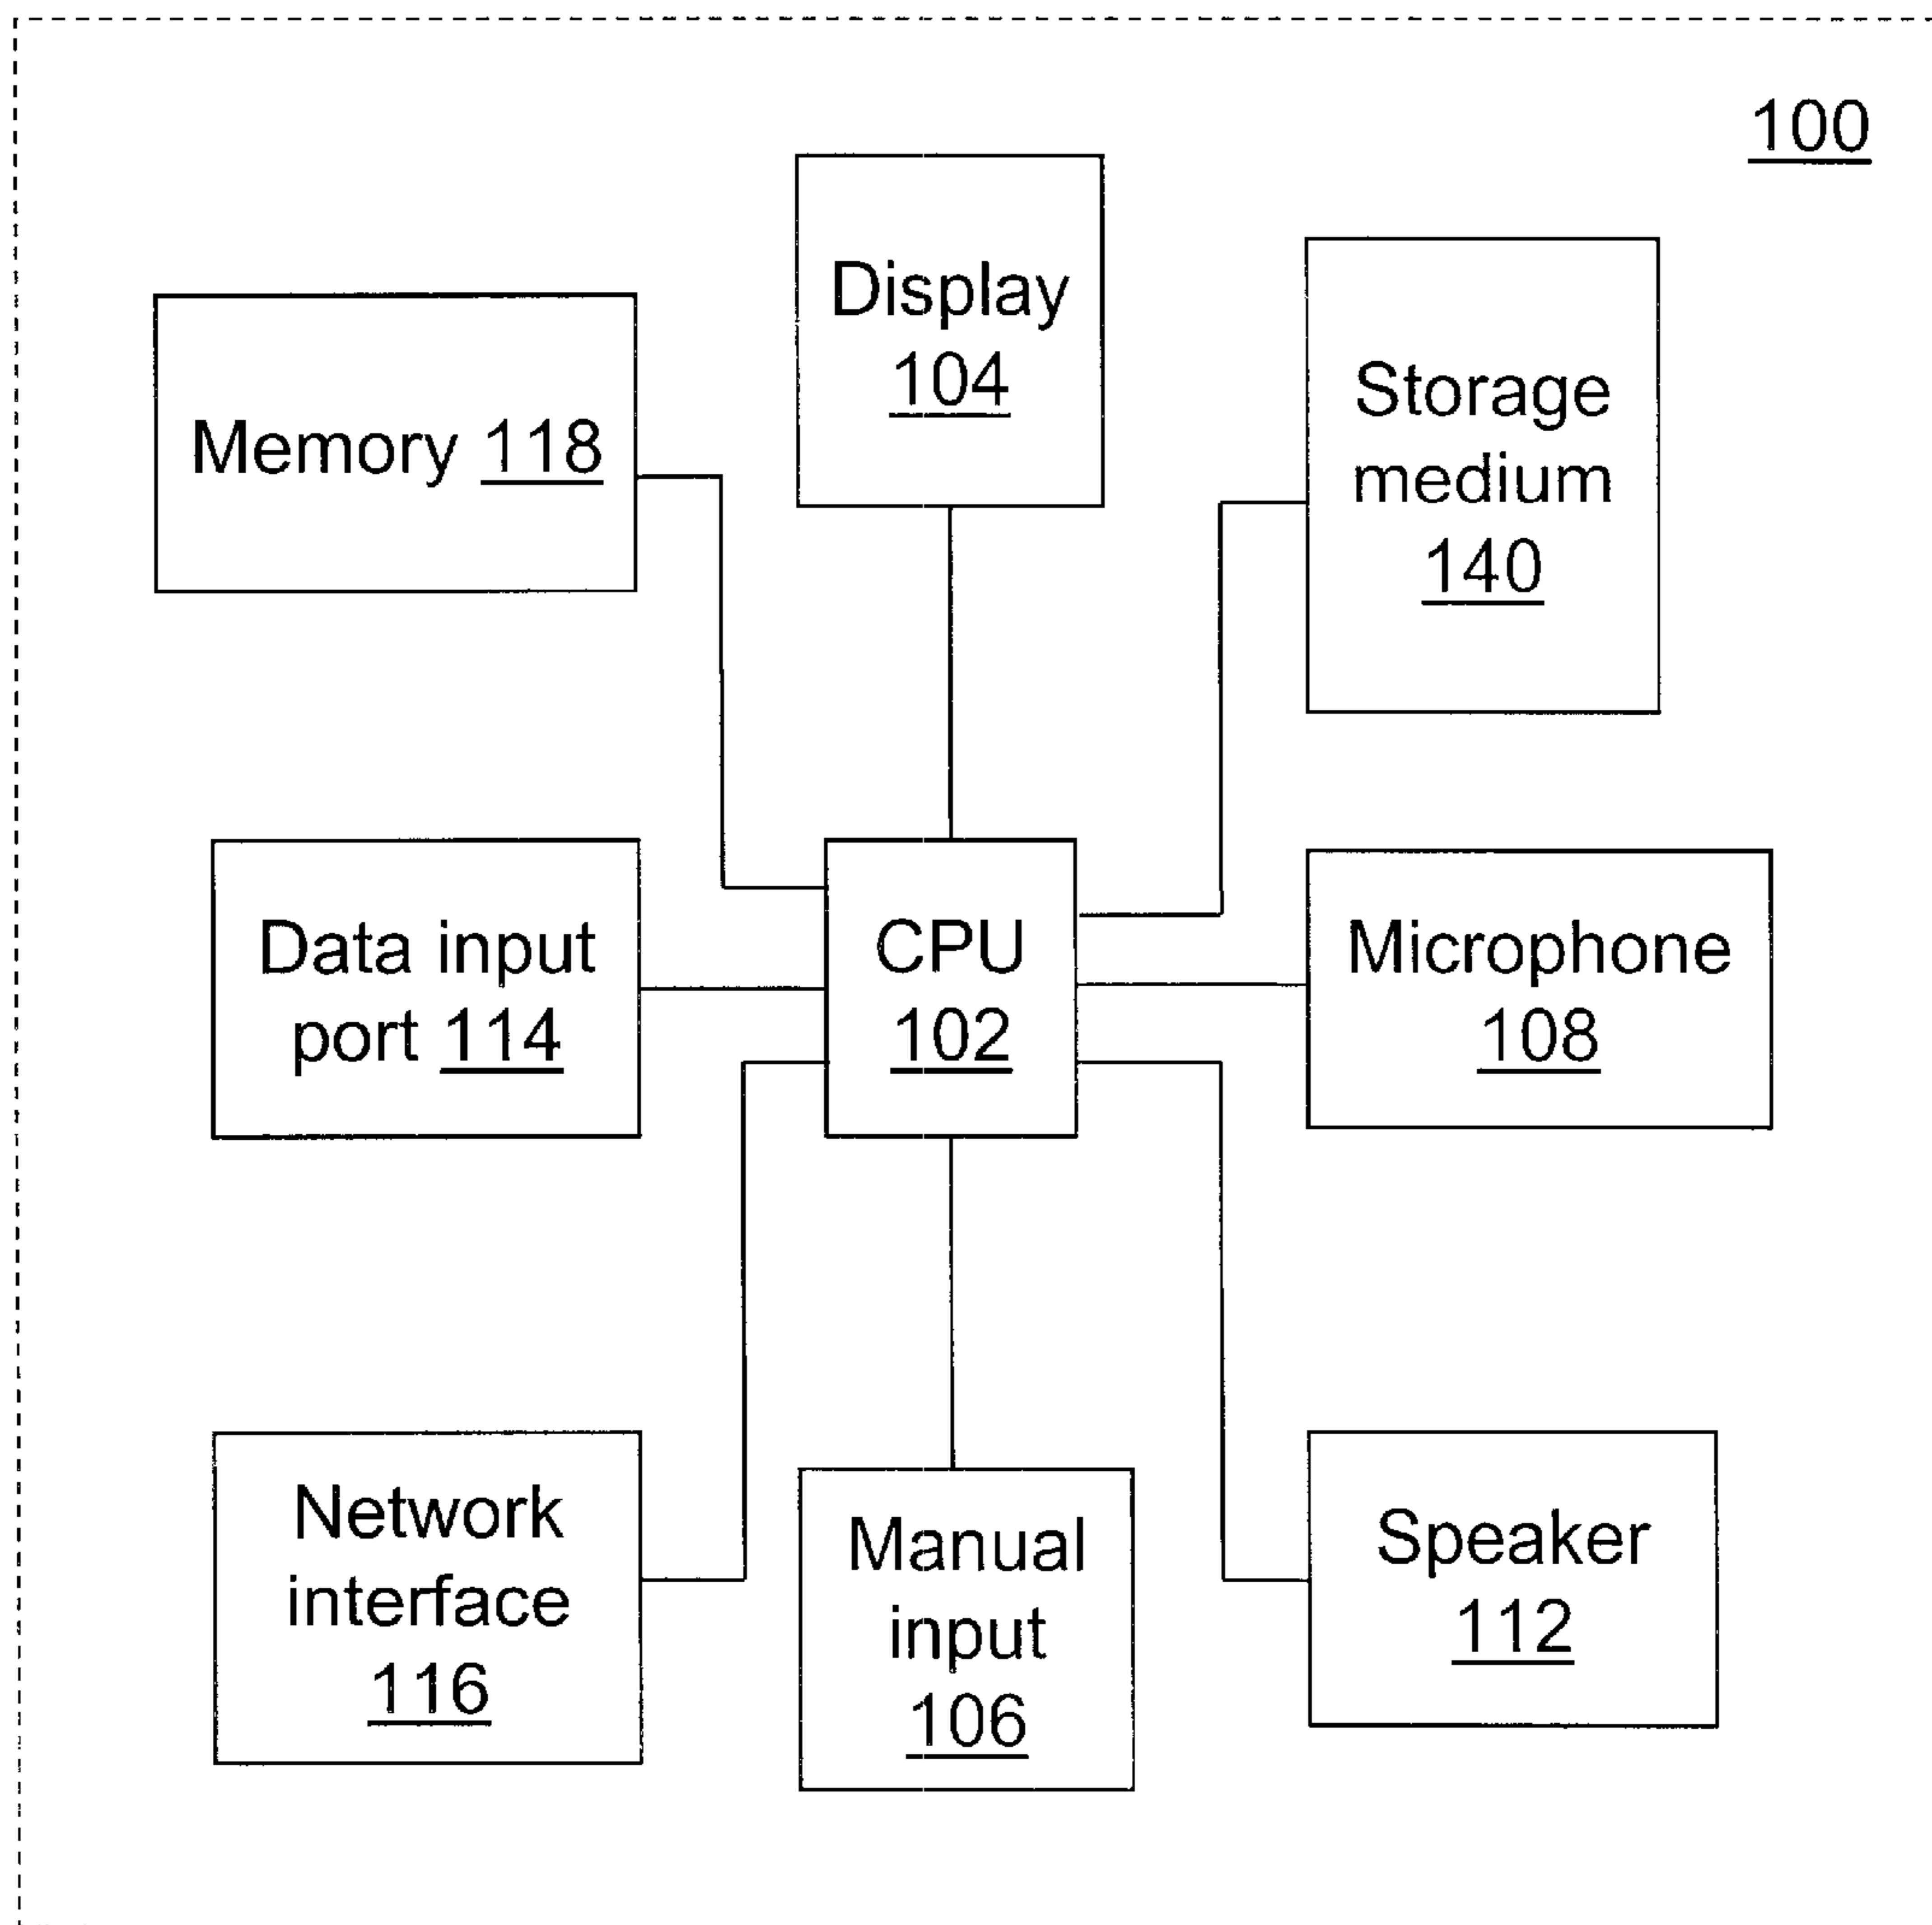 100
Display
104
Storage
medium
140
Memory 118
Data input
port 114
CPU
102
Microphone
108
Network
interface
116
Manual
input
106
Speaker
112